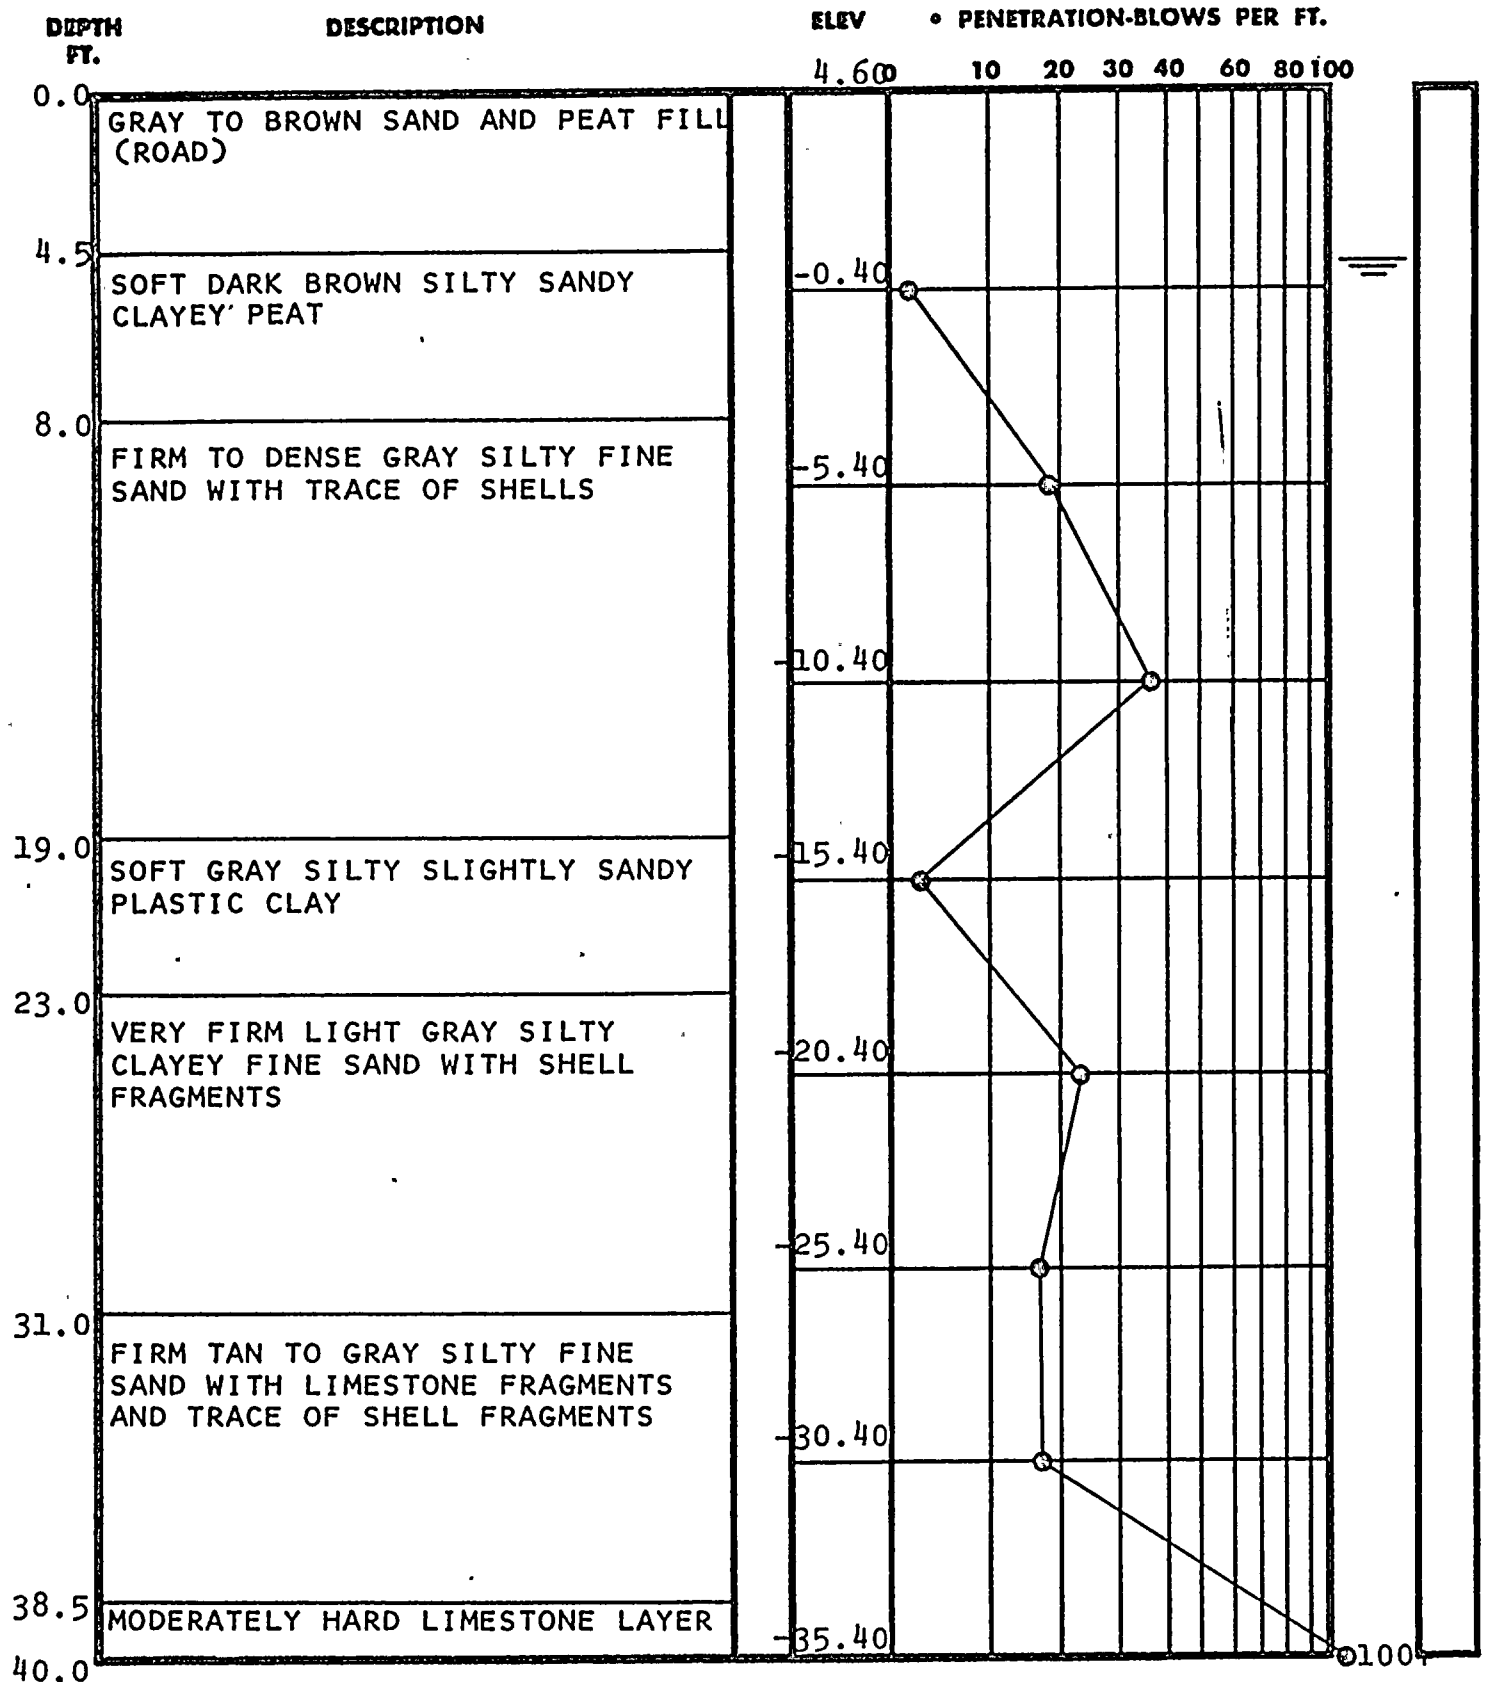 DEPTH FT.
DESCRIPTION
ELEV
PENETRATION-BLOWS PER FT.
4.60
0 10 20 30 40 60 80 100
0.0
GRAY TO BROWN SAND AND PEAT FILL
(ROAD)
4.5
SOFT DARK BROWN SILTY SANDY
CLAYEY PEAT
-0.40
8.0
FIRM TO DENSE GRAY SILTY FINE
SAND WITH TRACE OF SHELLS
-5.40
-10.40
19.0
SOFT GRAY SILTY SLIGHTLY SANDY
PLASTIC CLAY
-15.40
23.0
VERY FIRM LIGHT GRAY SILTY
CLAYEY FINE SAND WITH SHELL
FRAGMENTS
-20.40
-25.40
31.0
FIRM TAN TO GRAY SILTY FINE
SAND WITH LIMESTONE FRAGMENTS
AND TRACE OF SHELL FRAGMENTS
-30.40
38.5
MODERATELY HARD LIMESTONE LAYER
-35.40
40.0
100+